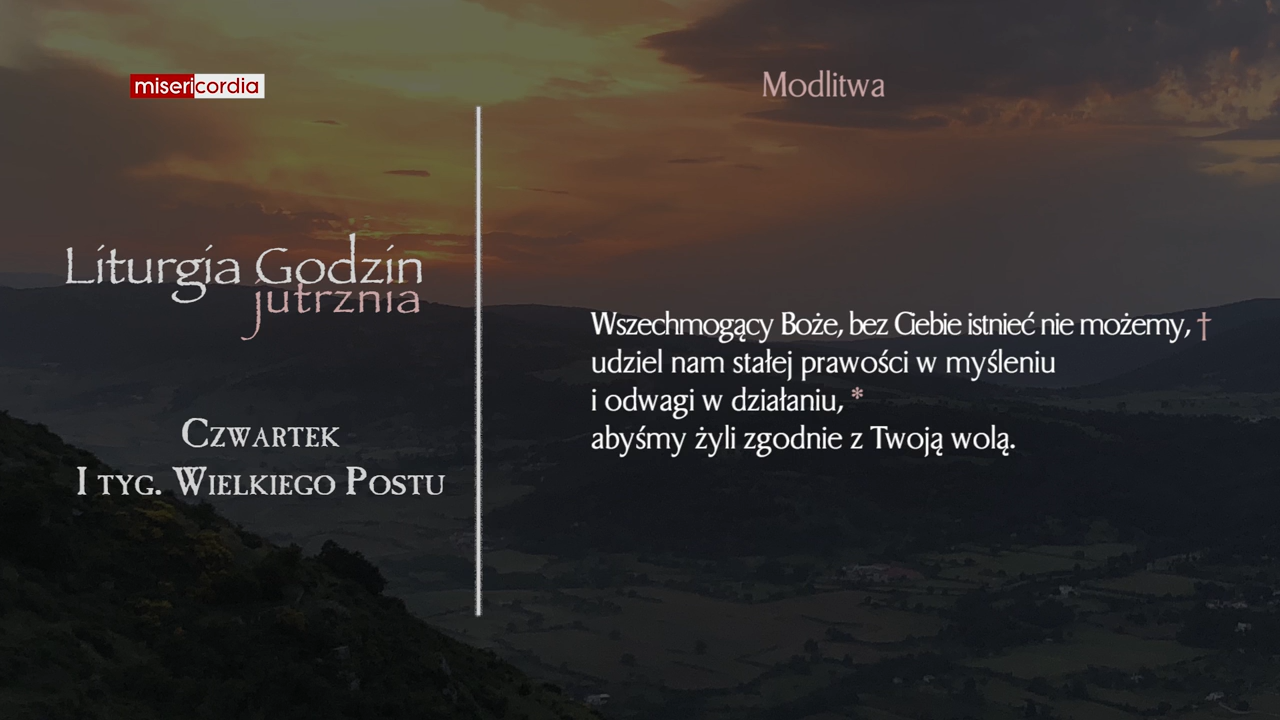 misericordia
Liturgia Godzin
jutrznia
Czwartek
I tyg. Wielkiego Postu
Modlitwa
Wszechmogący Boże, bez Ciebie istnieć nie możemy, †
udziel nam stałej prawości w myśleniu
i odwagi w działaniu, *
abyśmy żyli zgodnie z Twoją wolą.